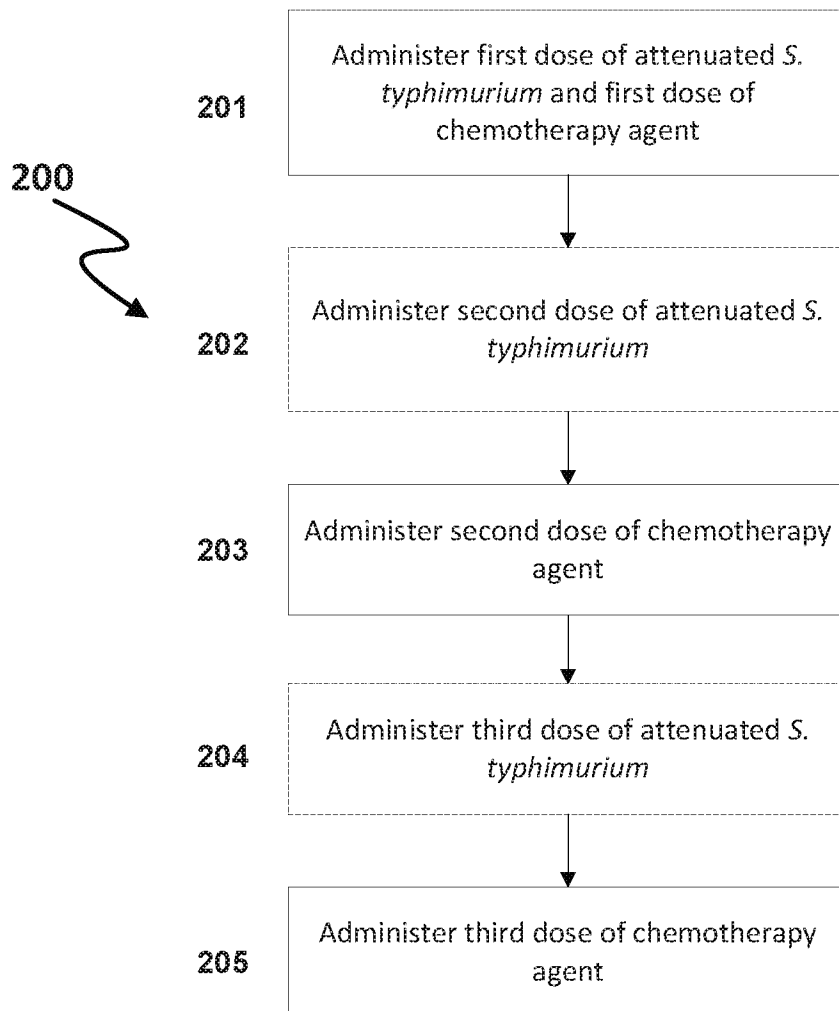 Administer first dose of attenuated S.
typhimurium and first dose of
chemotherapy agent
201
200
Administer second dose of attenuated S.
typhimurium
202
Administer second dose of chemotherapy
agent
203
Administer third dose of attenuated S.
typhimurium
204
Administer third dose of chemotherapy
agent
205